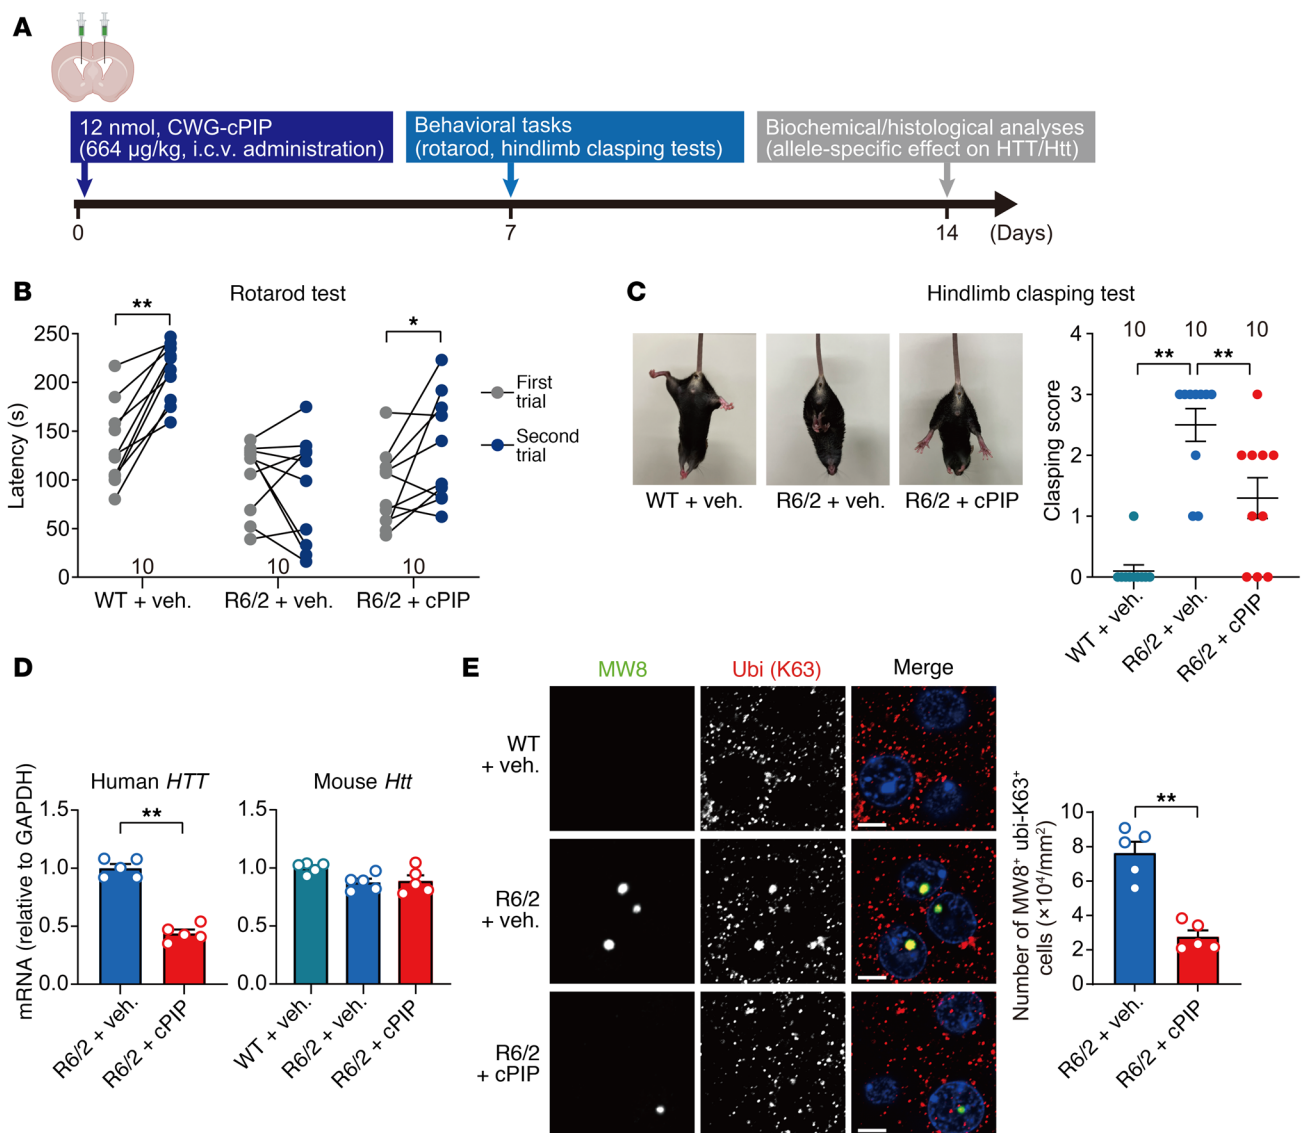 A
12 nmol, CWG-cPIP
(664 µg/kg, i.c.v. administration)
Behavioral tasks
(rotarod, hindlimb clasping tests)
Biochemical/histological analyses
(allele-specific effect on HTT/Htt)
0
7
14
(Days)
B
Rotarod test
**
*
250
200
150
100
50
0
Latency (s)
First
trial
Second
trial
10
10
10
WT + veh.
R6/2 + veh.
R6/2 + cPIP
C
Hindlimb clasping test
WT + veh.
R6/2 + veh.
R6/2 + cPIP
10
10
10
**
**
4
3
2
1
0
Clasping score
WT + veh.
R6/2 + veh.
R6/2 + cPIP
D
mRNA (relative to GAPDH)
Human HTT
1.5
1.0
0.5
0.0
**
R6/2 + veh.
R6/2 + cPIP
Mouse Htt
1.5
1.0
0.5
0.0
WT + veh.
R6/2 + veh.
R6/2 + cPIP
E
MW8
Ubi (K63)
Merge
WT
+ veh.
R6/2
+ veh.
R6/2
+ cPIP
Number of MW8⁺ ubi-K63⁺
cells (×10⁴/mm²)
10
8
6
4
2
0
**
R6/2 + veh.
R6/2 + cPIP